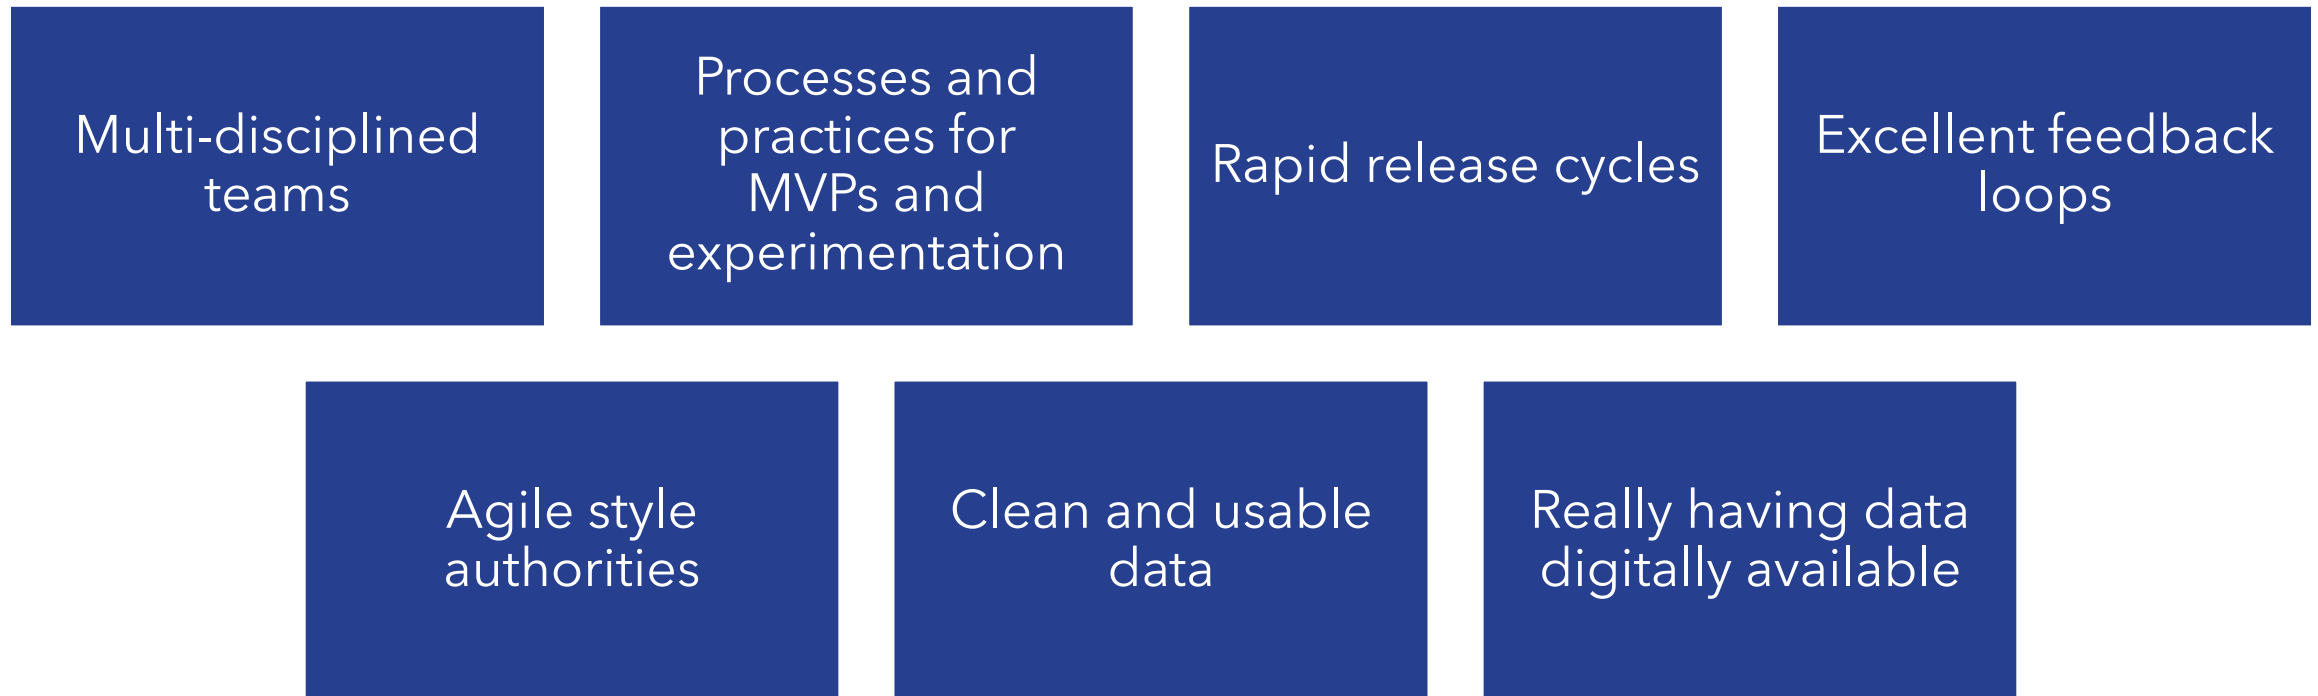 Multi-disciplined
teams
Processes and
practices for
MVPs and
experimentation
Rapid release cycles
Excellent feedback
loops
Agile style
authorities
Clean and usable
data
Really having data
digitally available